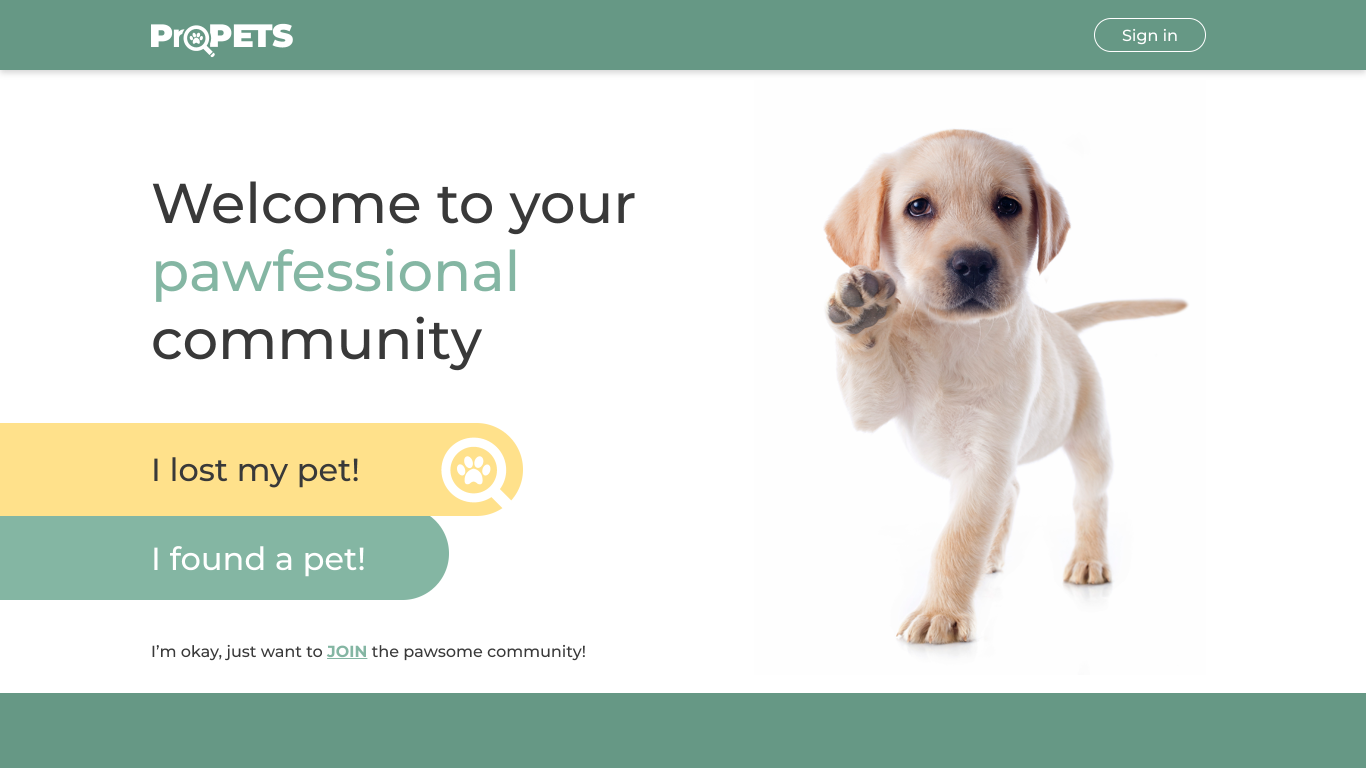 ProPETS
Sign in
Welcome to your
pawfessional
community
I lost my pet!
I found a pet!
I’m okay, just want to JOIN the pawsome community!